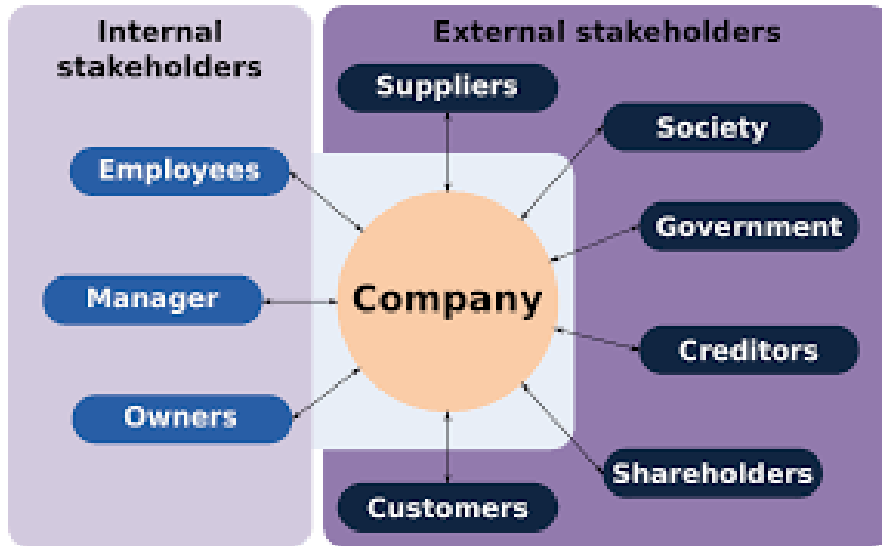 Internal
stakeholders
External stakeholders
Suppliers
Society
Employees
Government
Manager
Company
Creditors
Owners
Shareholders
Customers